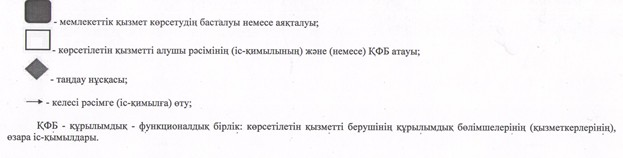 - мемлекеттік қызмет көрсетудің басталуы немесе аяқталуы;
- көрсетілетін қызметті алушы рәсімінің (іс-қимылының) және (немесе) ҚФБ атауы;
- таңдау нұсқасы;
- келесі рәсімге (іс-қимылға) өту;
ҚФБ - құрылымдық - функционалдық бірлік: көрсетілетін қызметті берушінің құрылымдық бөлімшелерінің (қызметкерлерінің),
өзара іс-қимылдары.